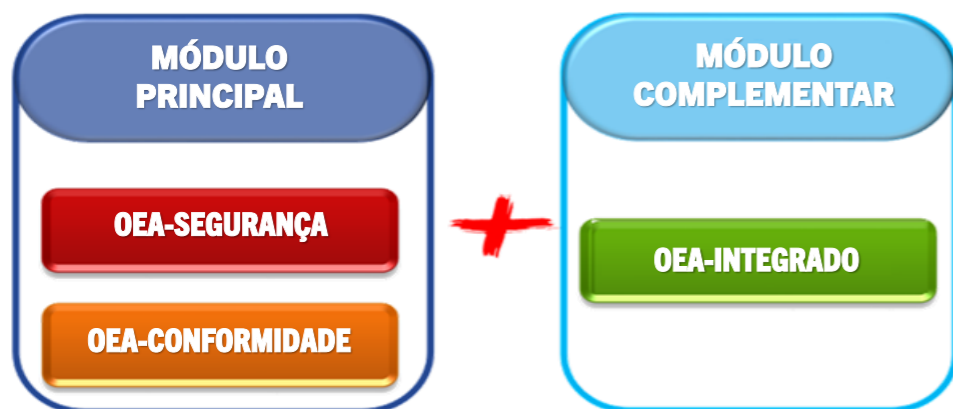 MÓDULO
PRINCIPAL
OEA-SEGURANÇA
OEA-CONFORMIDADE
MÓDULO
COMPLEMENTAR
OEA-INTEGRADO